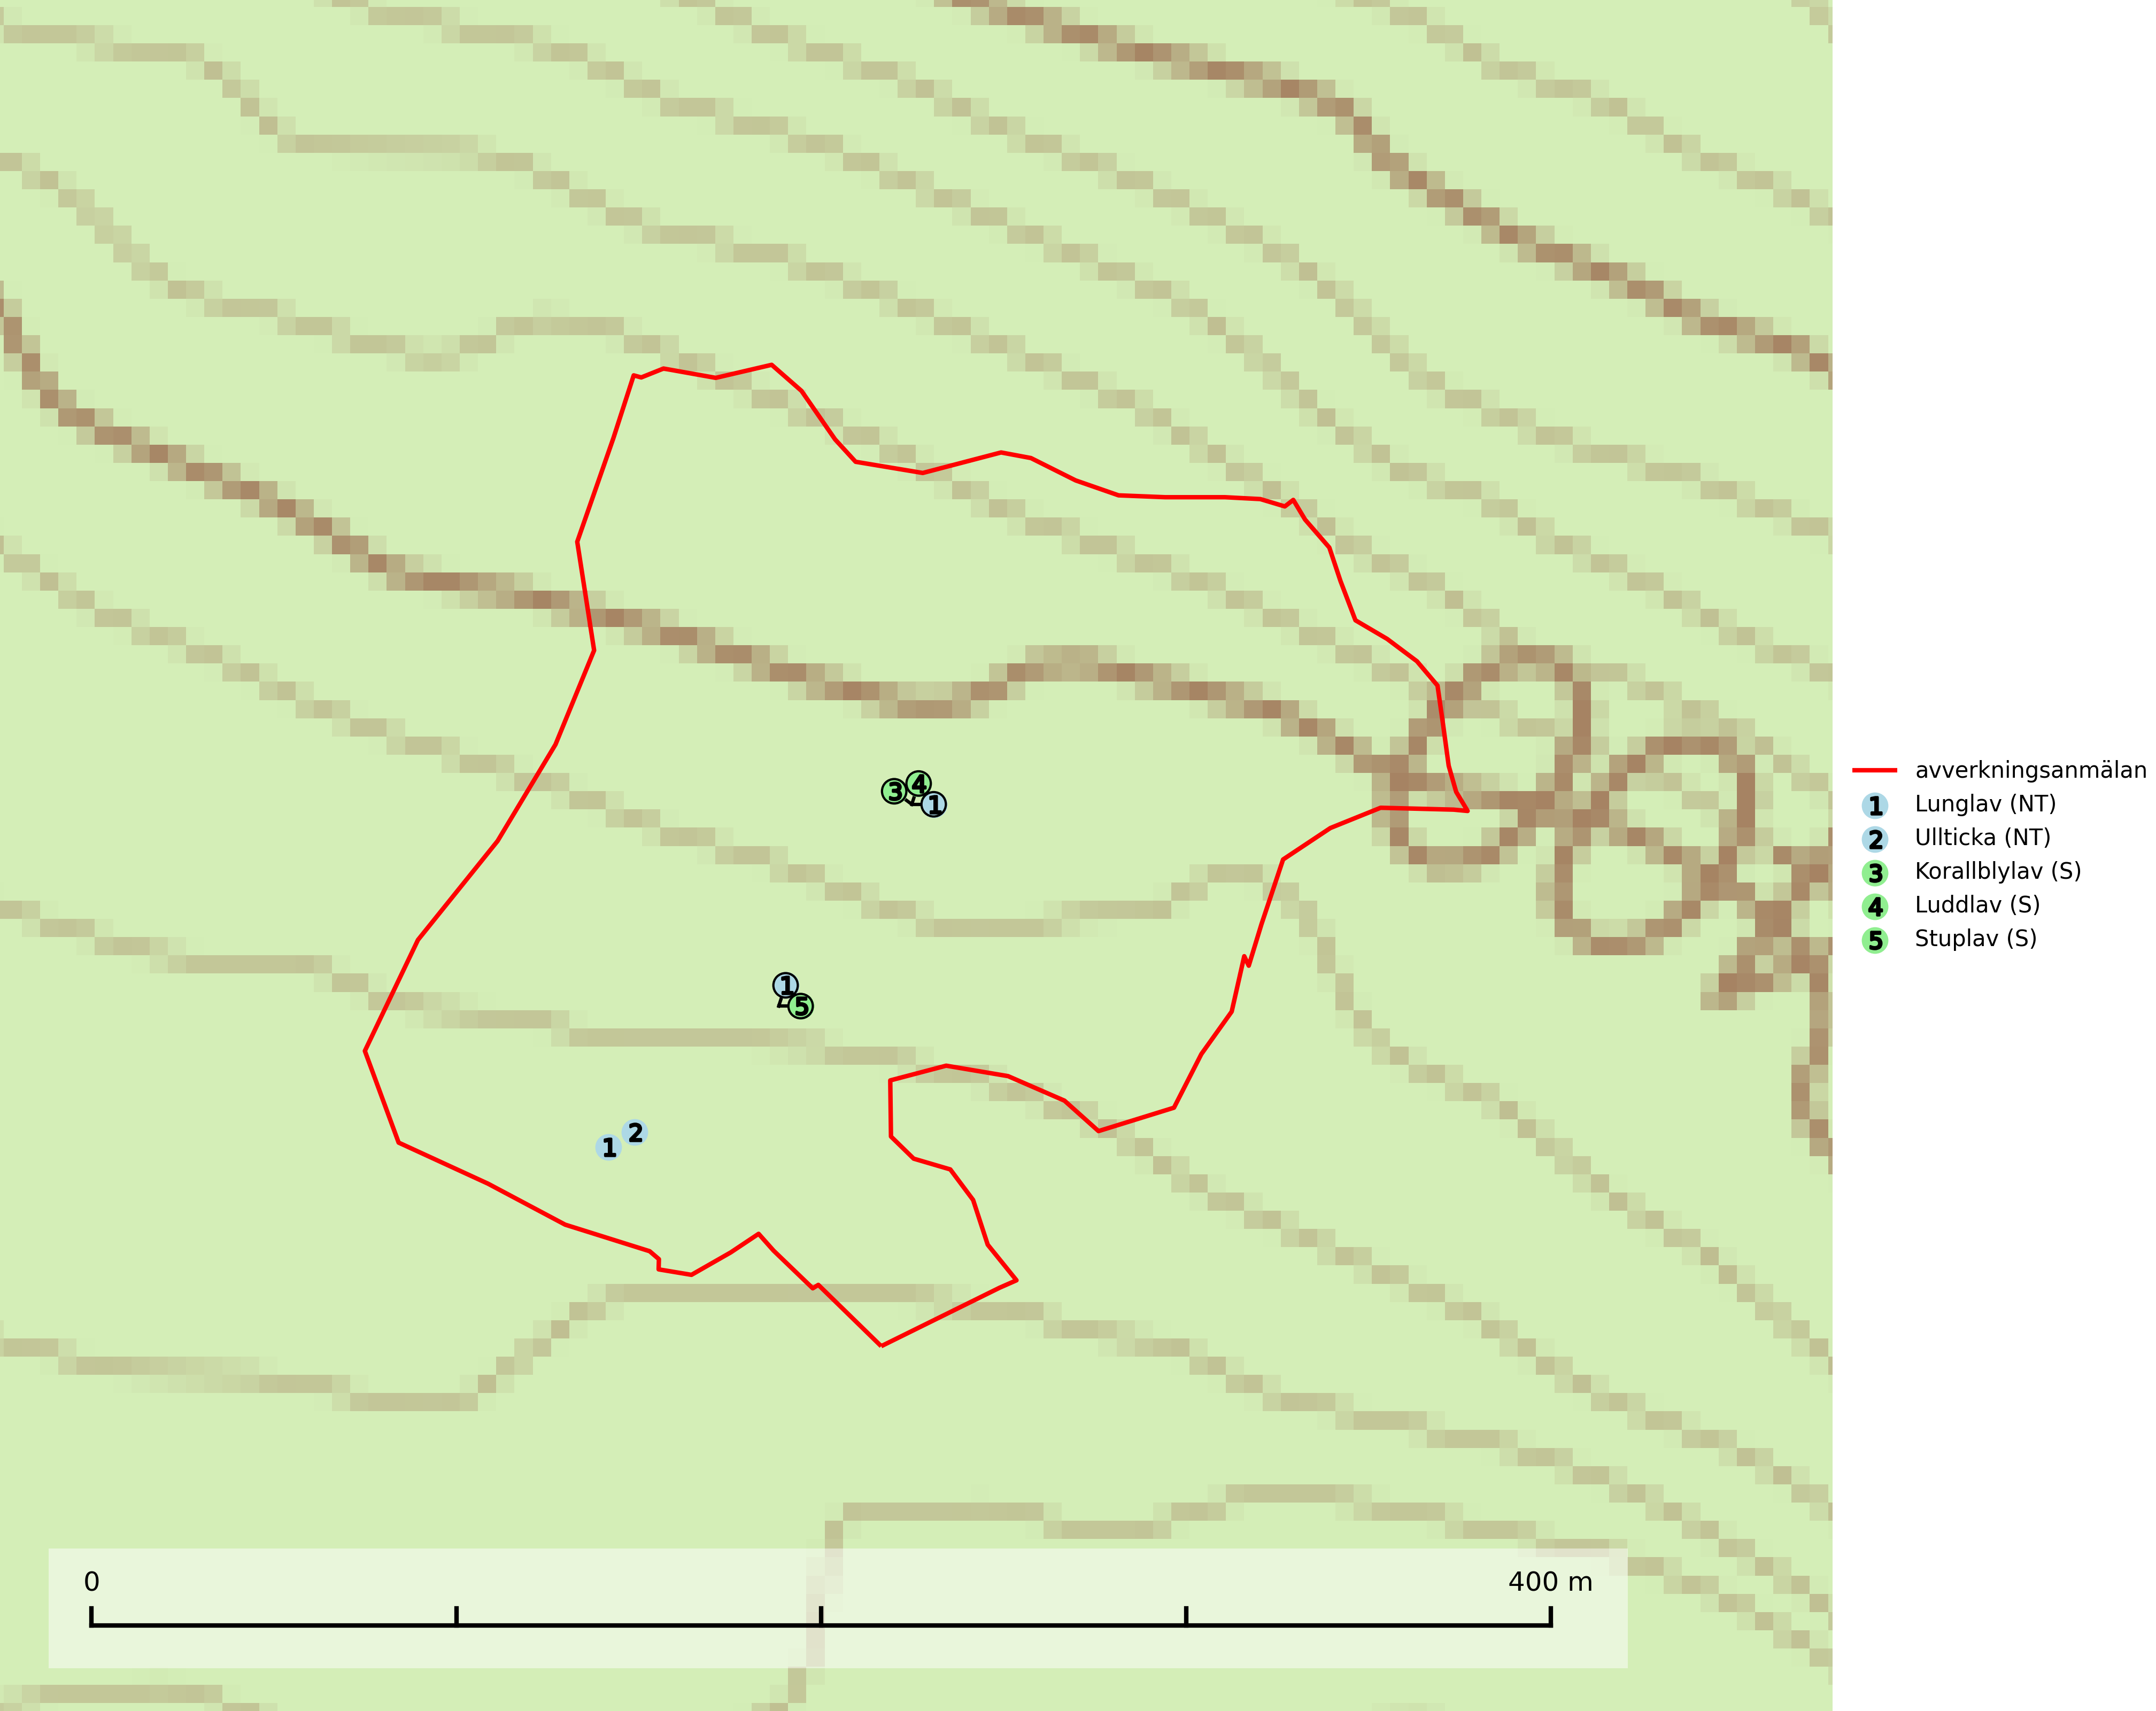 3 4
1
avverkningsanmälan
1 Lunglav (NT)
2 Ullticka (NT)
3 Korallblylav (S)
4 Luddlav (S)
5 Stuplav (S)
1
5
1 2
0 400 m